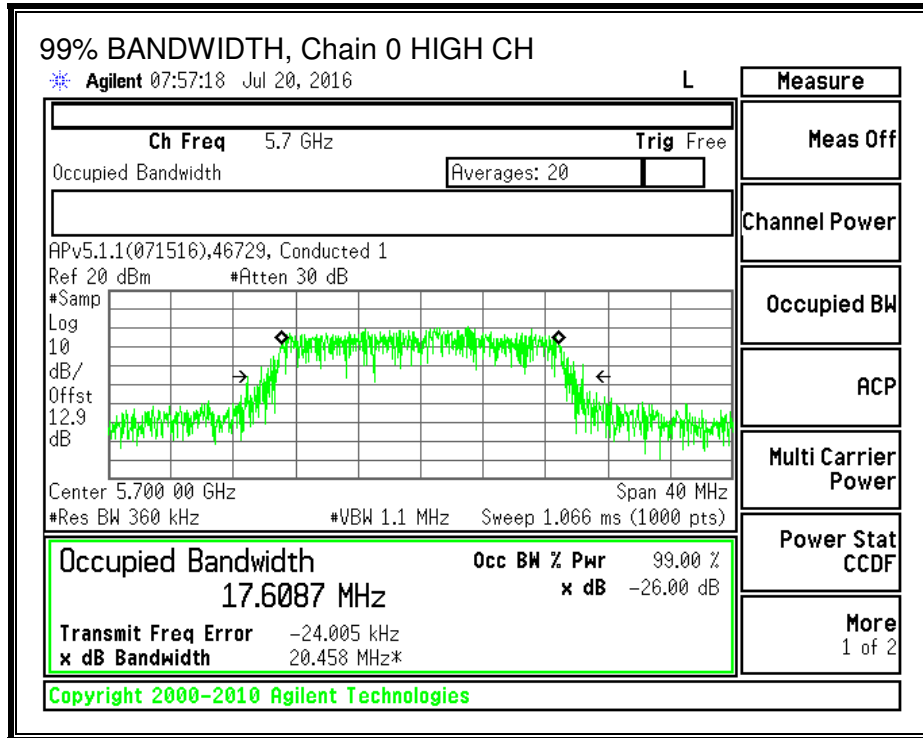 99% BANDWIDTH, Chain 0 HIGH CH
Agilent 07:57:18 Jul 20, 2016 L
Measure
Ch Freq 5.7 GHz Trig Free
Meas Off
Occupied Bandwidth Averages: 20
Channel Power
APv5.1.1(071516),46729, Conducted 1
Ref 20 dBm #Atten 30 dB
#Samp
Log
10
dB/
Offst
12.9
dB
Occupied BW
ACP
Multi Carrier
Power
Center 5.700 00 GHz Span 40 MHz
#Res BW 360 kHz #VBW 1.1 MHz Sweep 1.066 ms (1000 pts)
Power Stat
CCDF
Occupied Bandwidth Occ BW % Pwr 99.00 %
17.6087 MHz x dB -26.00 dB
Transmit Freq Error -24.005 kHz
x dB Bandwidth 20.458 MHz*
More
1 of 2
Copyright 2000-2010 Agilent Technologies